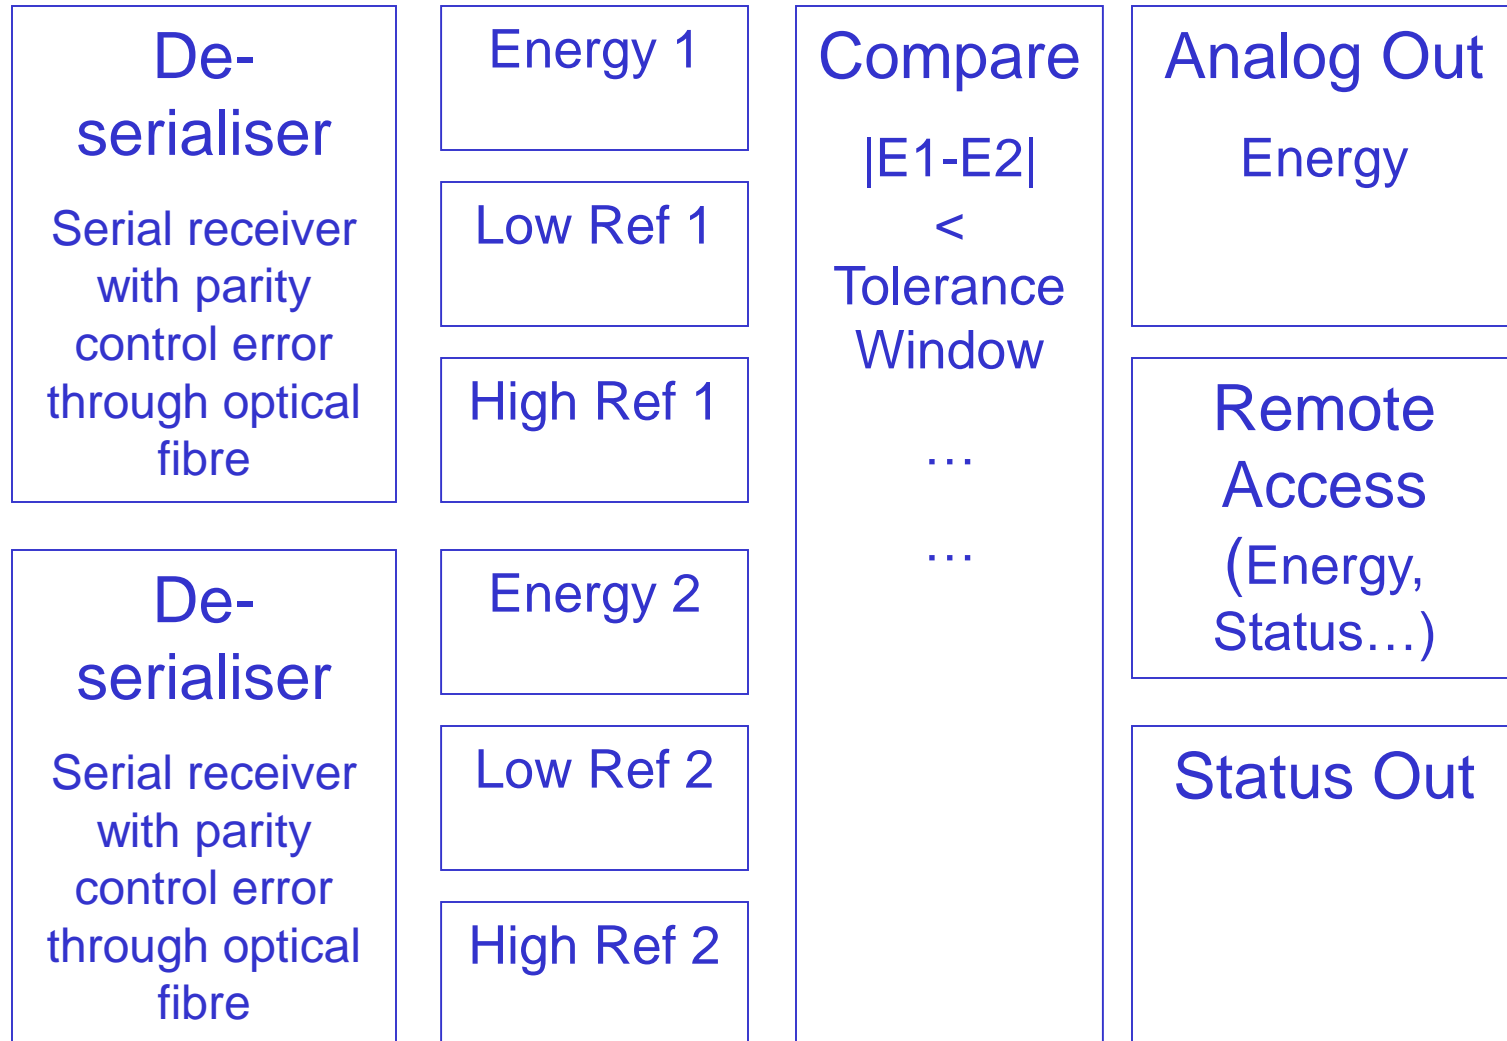 De-
serialiser
Serial receiver
with parity
control error
through optical
fibre
De-
serialiser
Serial receiver
with parity
control error
through optical
fibre
Energy 1
Low Ref 1
High Ref 1
Energy 2
Low Ref 2
High Ref 2
Compare
|E1-E2|
<
Tolerance
Window
…
…
Analog Out
Energy
Remote
Access
(Energy,
Status…)
Status Out